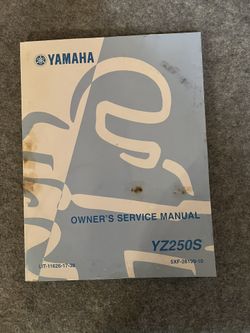 YAMAHA
OWNER'S SERVICE MANUAL
YZ250S
LIT-11626-17-38
5XF-28199-10